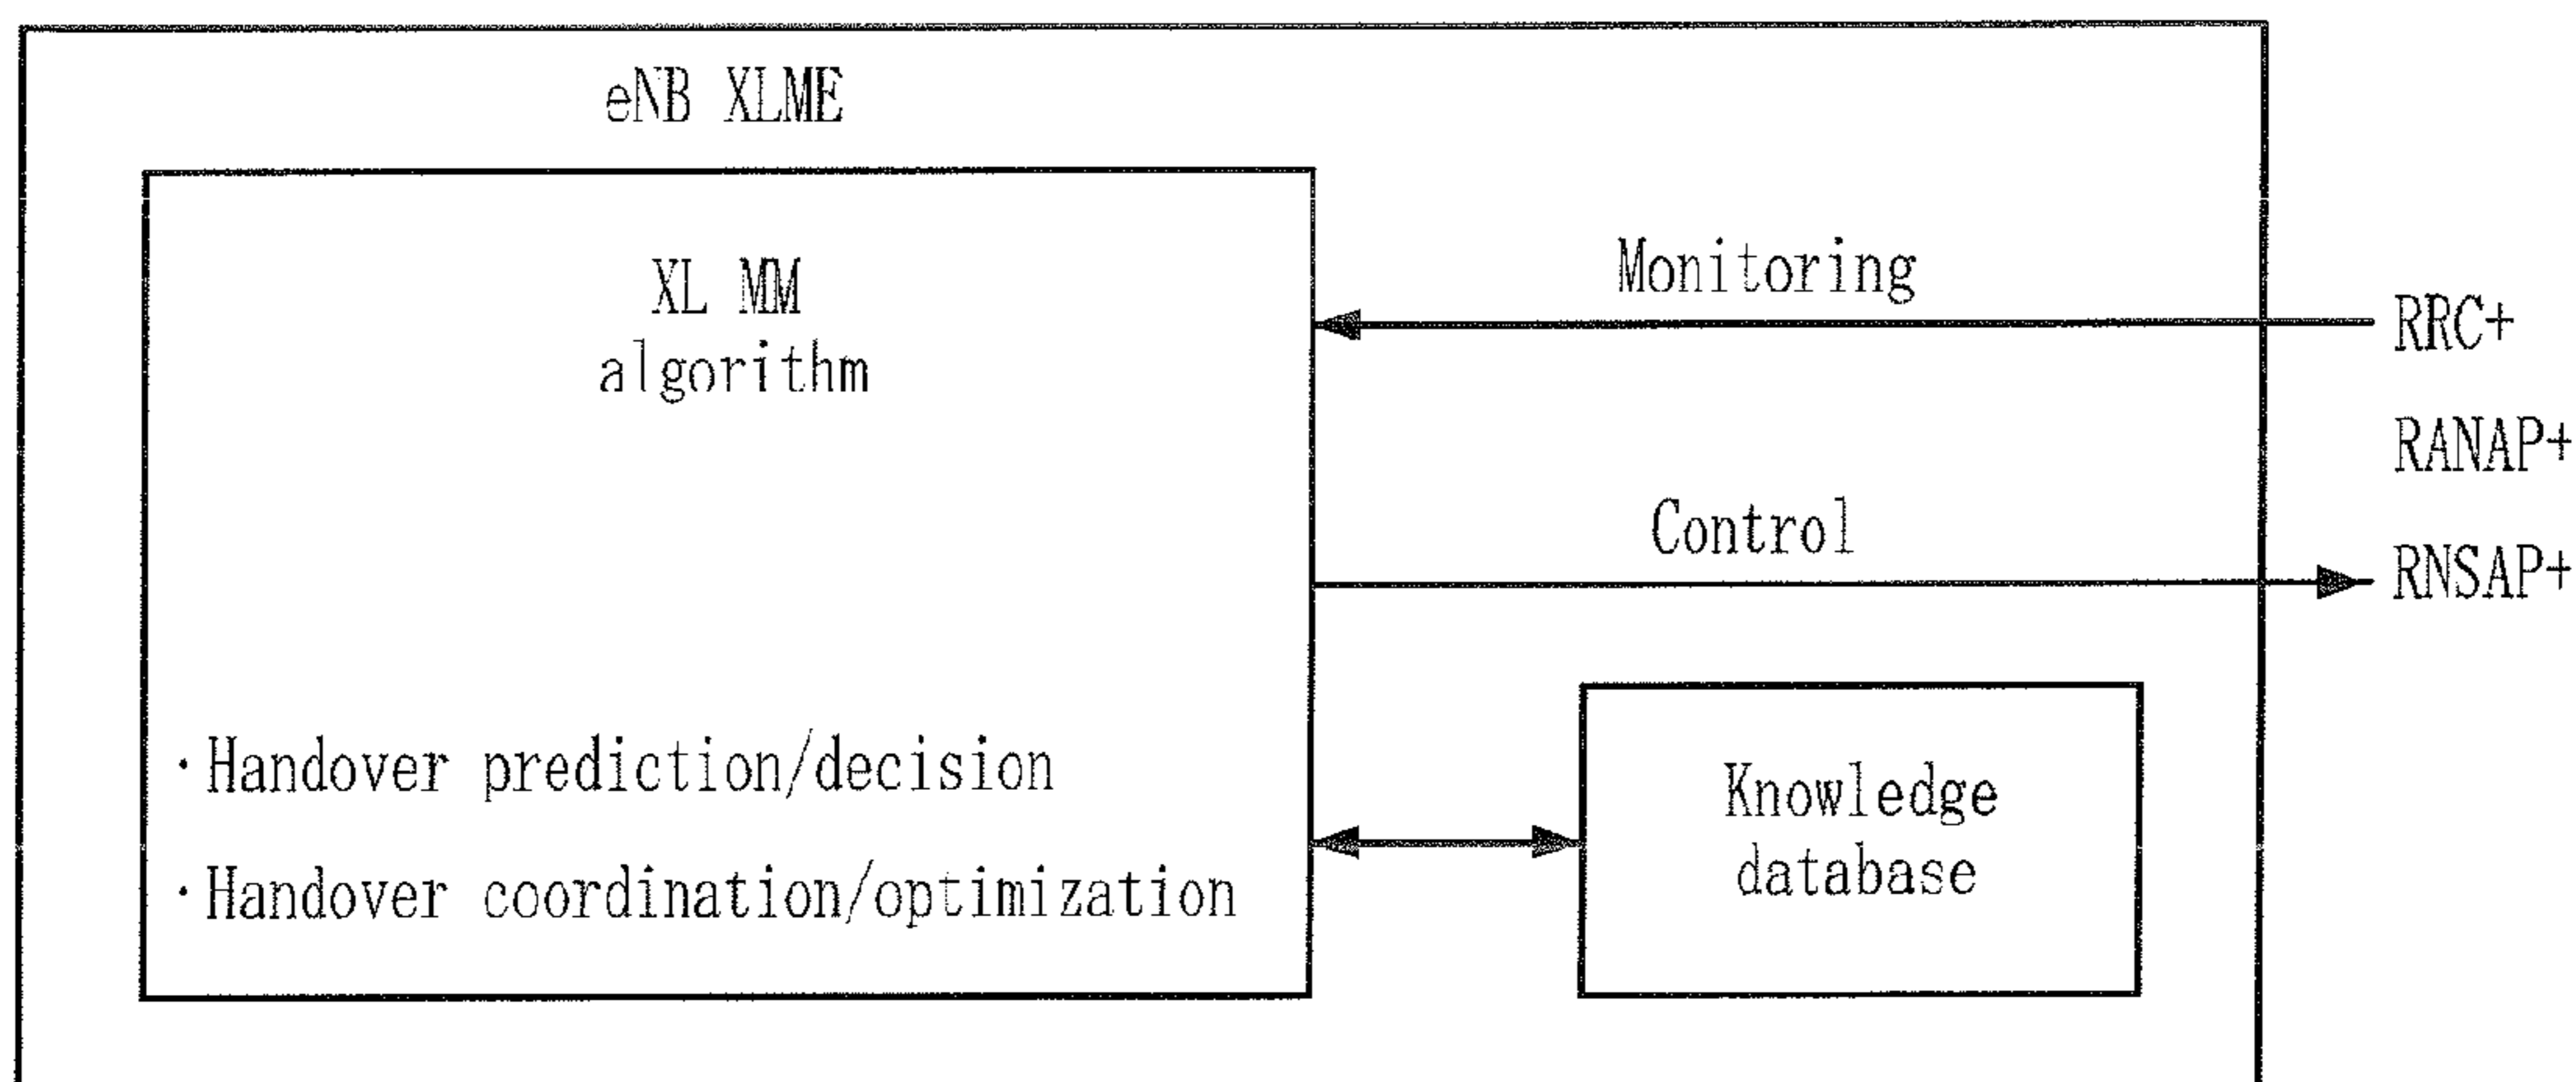 eNB XLME
XL MM
algorithm
Monitoring
RRC+
RANAP+
Control
RNSAP+
·Handover prediction/decision
·Handover coordination/optimization
Knowledge
database